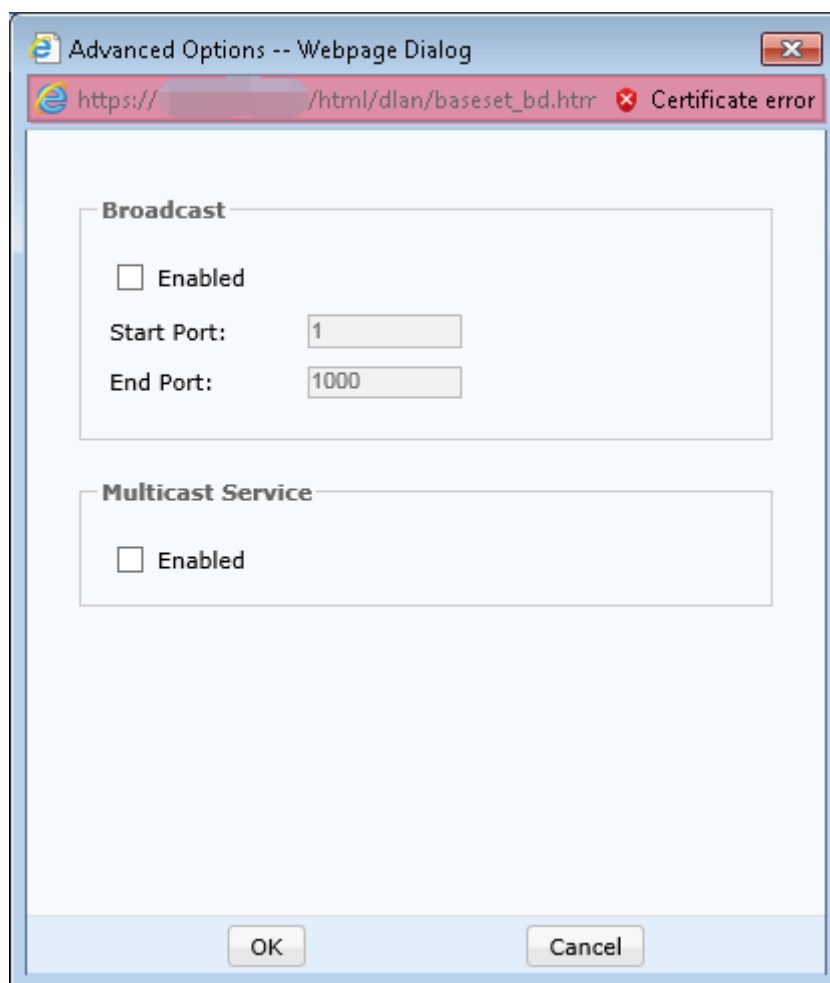 Advanced Options -- Webpage Dialog
https:// /html/dlan/baseset_bd.htm Certificate error
Broadcast
Enabled
Start Port: 1
End Port: 1000
Multicast Service
Enabled
OK Cancel